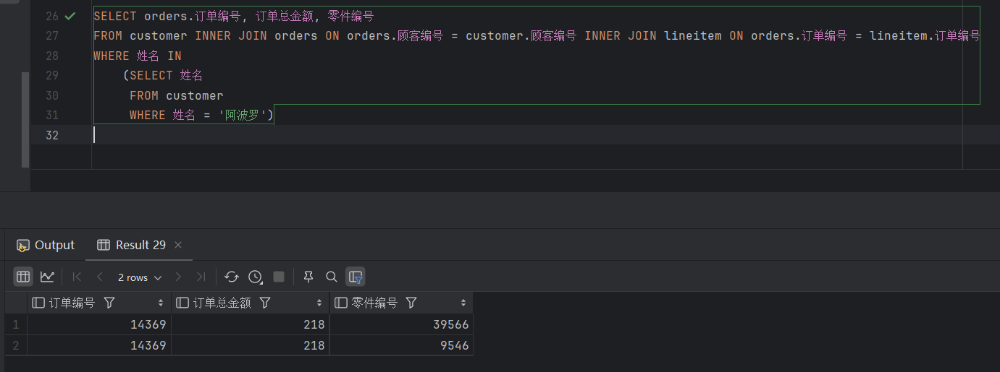 26 SELECT orders.订单编号, 订单总金额, 零件编号
27 FROM customer INNER JOIN orders ON orders.顾客编号 = customer.顾客编号 INNER JOIN lineitem ON orders.订单编号 = lineitem.订单编号
28 WHERE 姓名 IN
29 (SELECT 姓名
30 FROM customer
31 WHERE 姓名 = '阿波罗')
32
Output Result 29
2 rows
订单编号 订单总金额 零件编号
1 14369 218 39566
2 14369 218 9546